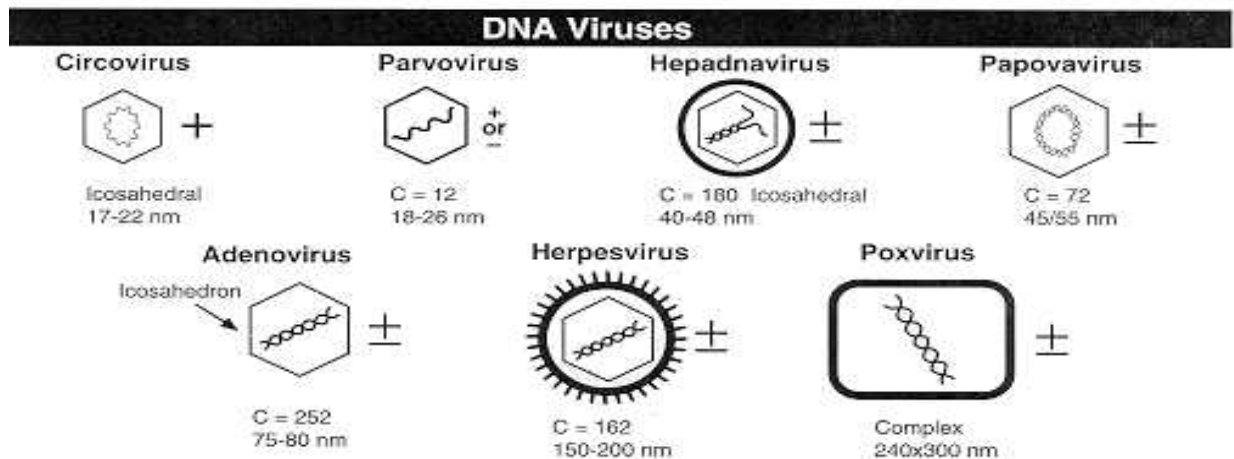 DNA Viruses
Circovirus
+
Icosahedral
17-22 nm
Parvovirus
+
or
−
C = 12
18-26 nm
Hepadnavirus
±
C = 180 Icosahedral
40-48 nm
Papovavirus
±
C = 72
45/55 nm
Adenovirus
Icosahedron
±
C = 252
75-80 nm
Herpesvirus
±
C = 162
150-200 nm
Poxvirus
±
Complex
240x300 nm